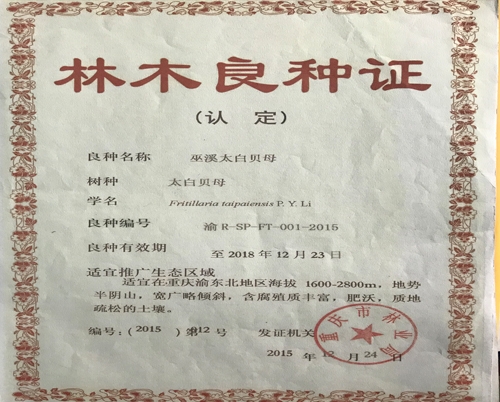 林木良种证
(认 定)
良种名称 巫溪太白贝母
树种 太白贝母
学名 Fritillaria taipaiensis P. Y. Li
良种编号 渝 R-SP-FT-001-2015
良种有效期 至 2018 年 12 月 23 日
适宜推广生态区域
适宜在重庆渝东北地区海拔 1600-2800m，地势
半阴山，宽广略倾斜，含腐殖质丰富，肥沃，质地
疏松的土壤。
编号：( 2015 ) 第12 号 发证机关
重庆市林业局
2015 年 12 月 24 日